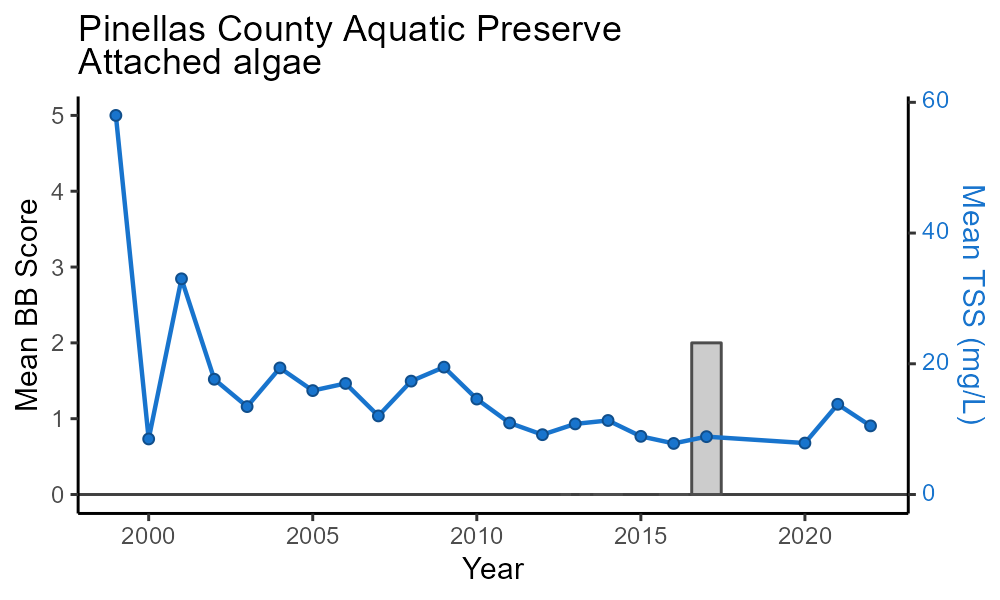 Pinellas County Aquatic Preserve
Attached algae
5
4
3
2
1
0
Mean BB Score
60
40
20
0
Mean TSS (mg/L)
2000 2005 2010 2015 2020
Year